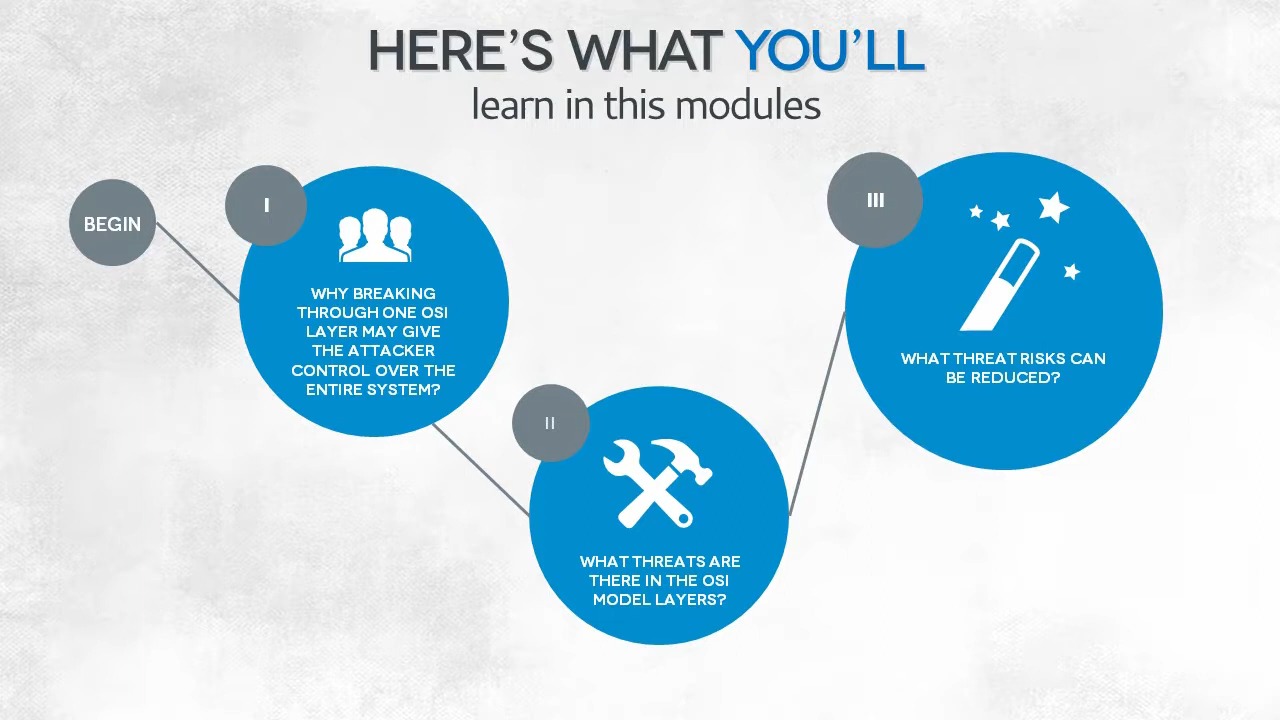 HERE'S WHAT YOU'LL
learn in this modules
BEGIN
I
WHY BREAKING
THROUGH ONE OSI
LAYER MAY GIVE
THE ATTACKER
CONTROL OVER THE
ENTIRE SYSTEM?
II
WHAT THREATS ARE
THERE IN THE OSI
MODEL LAYERS?
III
WHAT THREAT RISKS CAN
BE REDUCED?